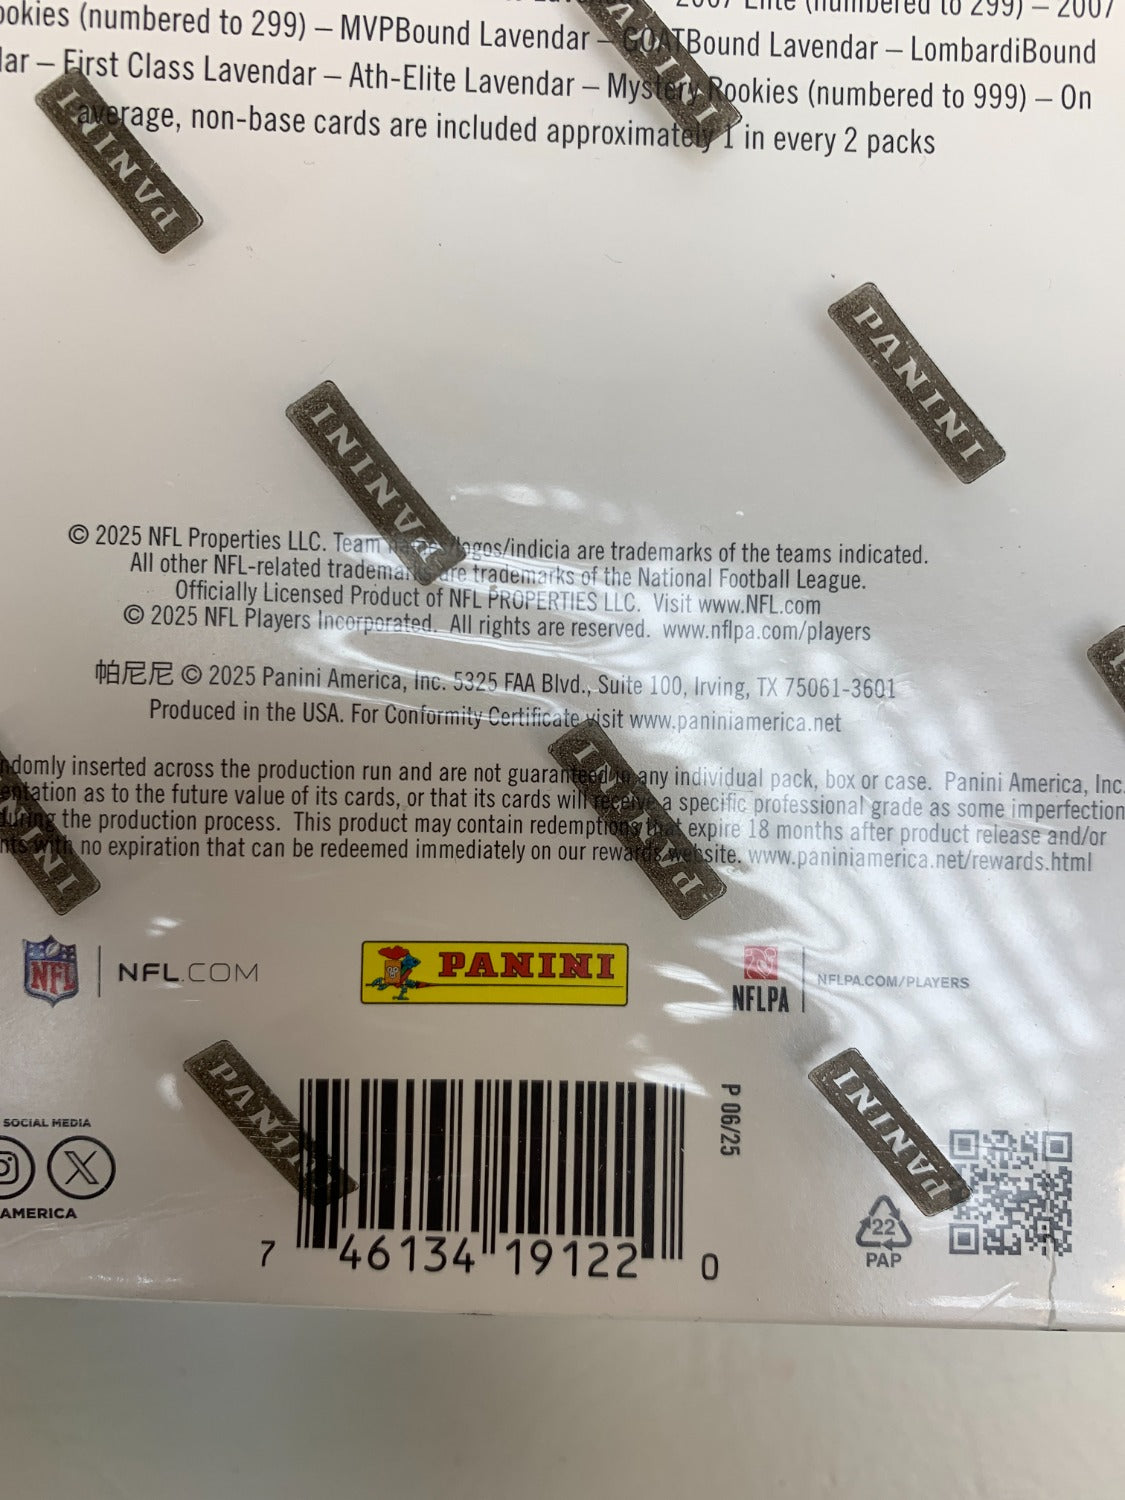 2007 Elite (numbered to 299) – 2007
ookies (numbered to 299) – MVPBound Lavendar – GOATBound Lavendar – LombardiBound
dar – First Class Lavendar – Ath-Elite Lavendar – Mystery Rookies (numbered to 999) – On
average, non-base cards are included approximately 1 in every 2 packs
PANINI
PANINI
PANINI
PANINI
© 2025 NFL Properties LLC. Team logos/indicia are trademarks of the teams indicated.
All other NFL-related trademarks are trademarks of the National Football League.
Officially Licensed Product of NFL PROPERTIES LLC. Visit www.NFL.com
© 2025 NFL Players Incorporated. All rights are reserved. www.nflpa.com/players
帕尼尼 © 2025 Panini America, Inc. 5325 FAA Blvd., Suite 100, Irving, TX 75061-3601
Produced in the USA. For Conformity Certificate visit www.paniniamerica.net
ndomly inserted across the production run and are not guaranteed in any individual pack, box or case. Panini America, Inc.
entation as to the future value of its cards, or that its cards will receive a specific professional grade as some imperfection
during the production process. This product may contain redemptions that expire 18 months after product release and/or
nts with no expiration that can be redeemed immediately on our rewards website. www.paniniamerica.net/rewards.html
PANINI
NFL
NFL.COM
PANINI
NFLPA
NFLPA.COM/PLAYERS
PANINI
PANINI
P 06/25
SOCIAL MEDIA
AMERICA
7 46134 19122 0
22
PAP